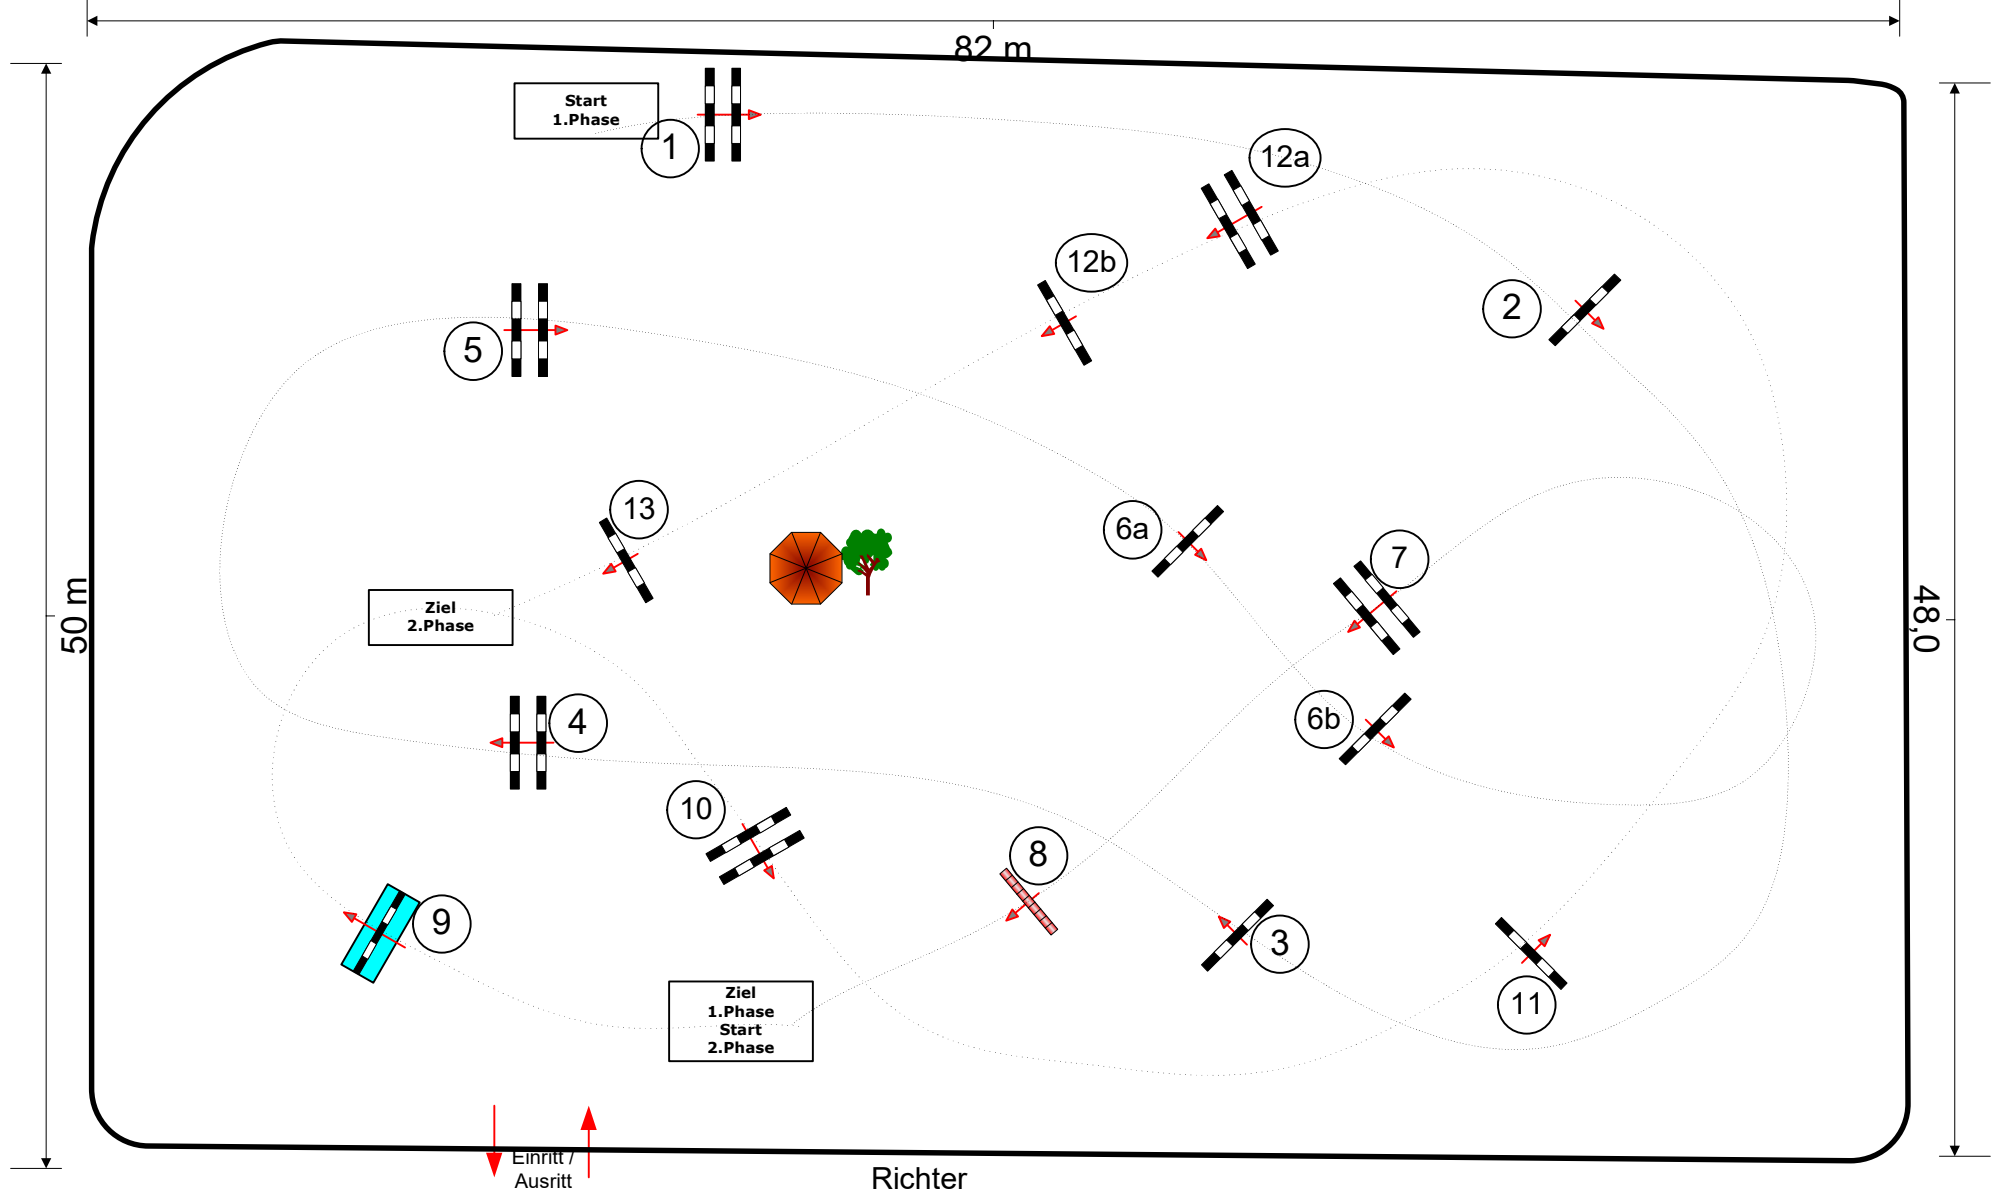 82 m
Start
1.Phase
1
12a
12b
2
5
13
6a
7
Ziel
2.Phase
50 m
48,0
4
6b
10
8
9
3
11
Ziel
1.Phase
Start
2.Phase
Einritt /
Ausritt
Richter